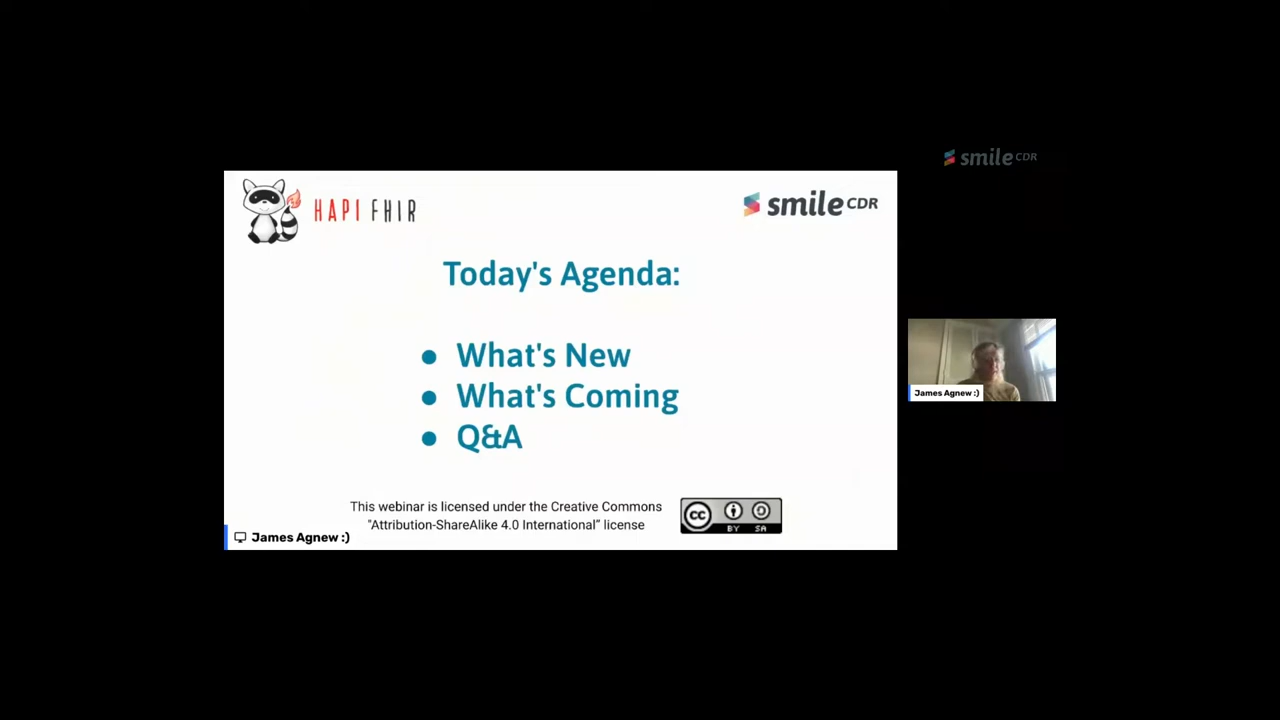 smile CDR
HAPI FHIR
smile CDR
Today's Agenda:
● What's New
● What's Coming
● Q&A
This webinar is licensed under the Creative Commons
"Attribution-ShareAlike 4.0 International” license
cc
BY SA
James Agnew :)
James Agnew :)